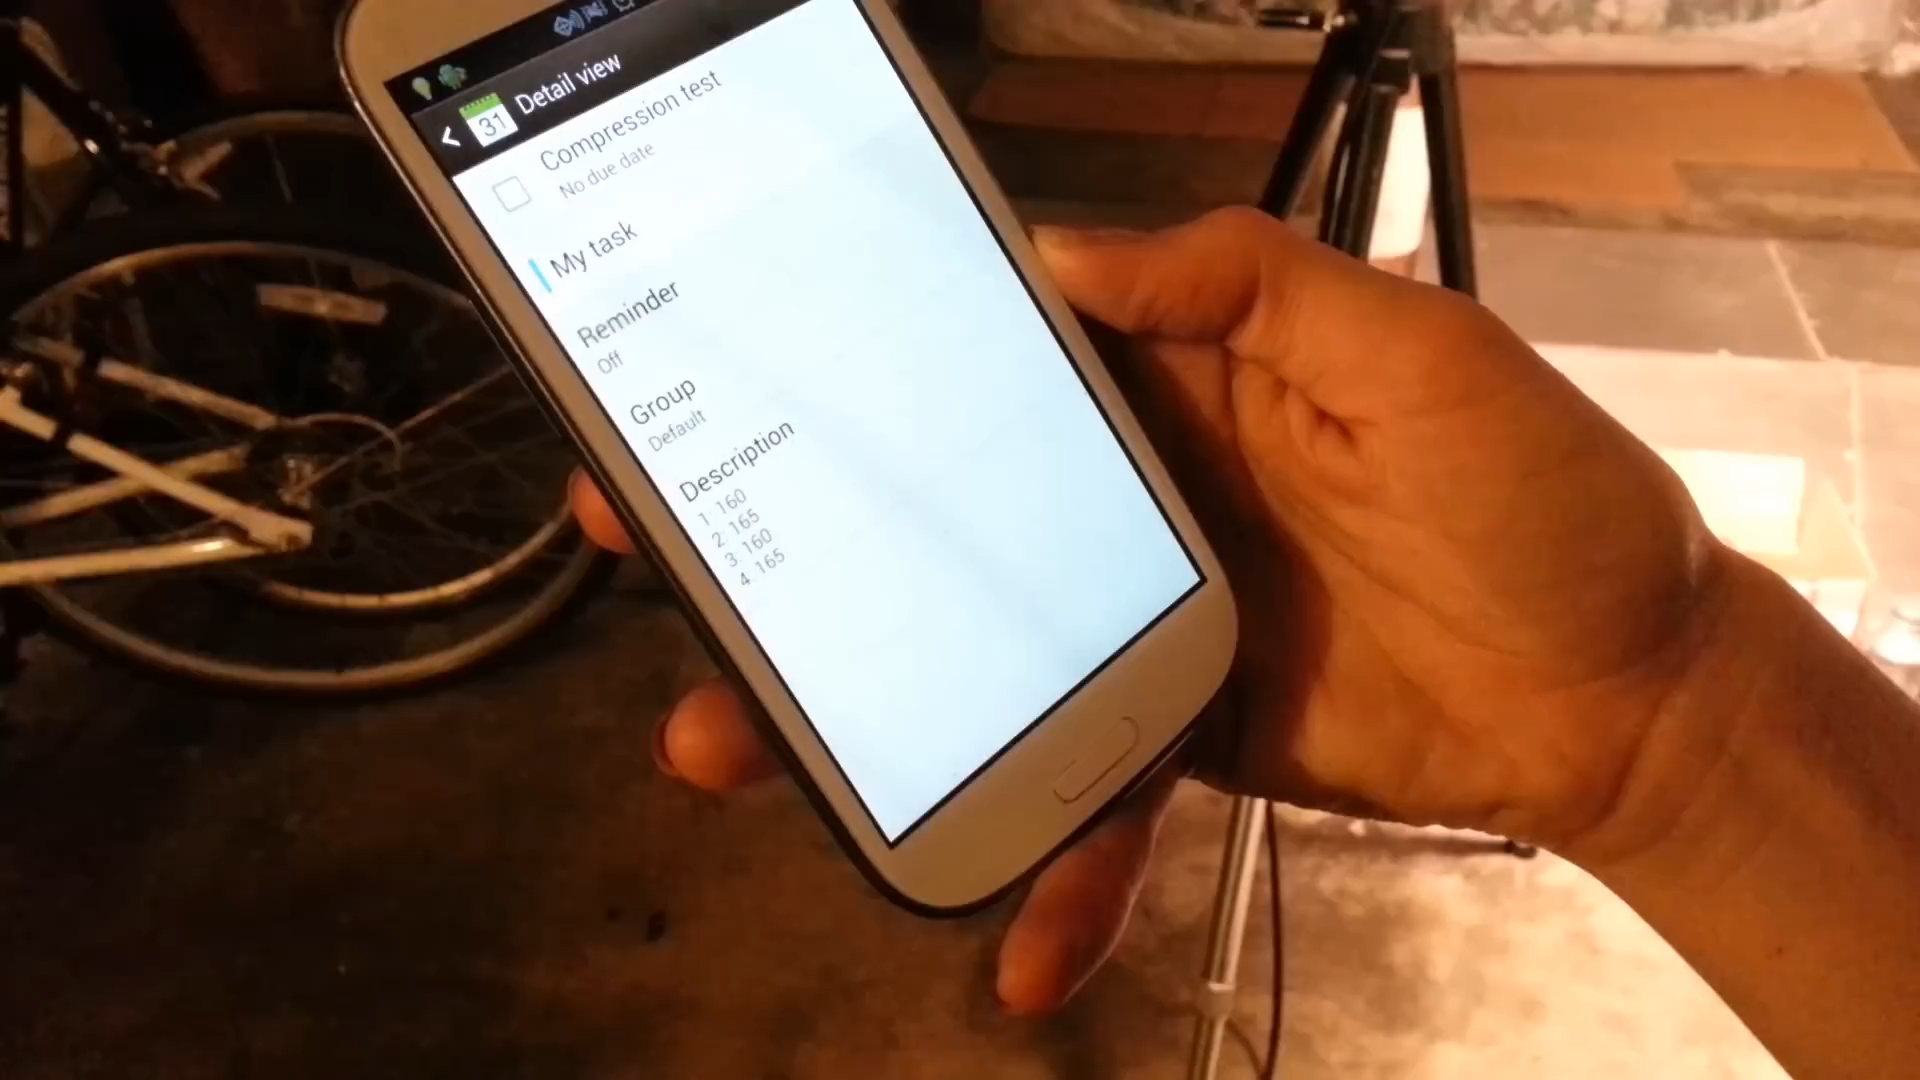 31
Detail view
Compression test
No due date
My task
Reminder
Off
Group
Default
Description
1: 160
2: 165
3: 160
4: 165